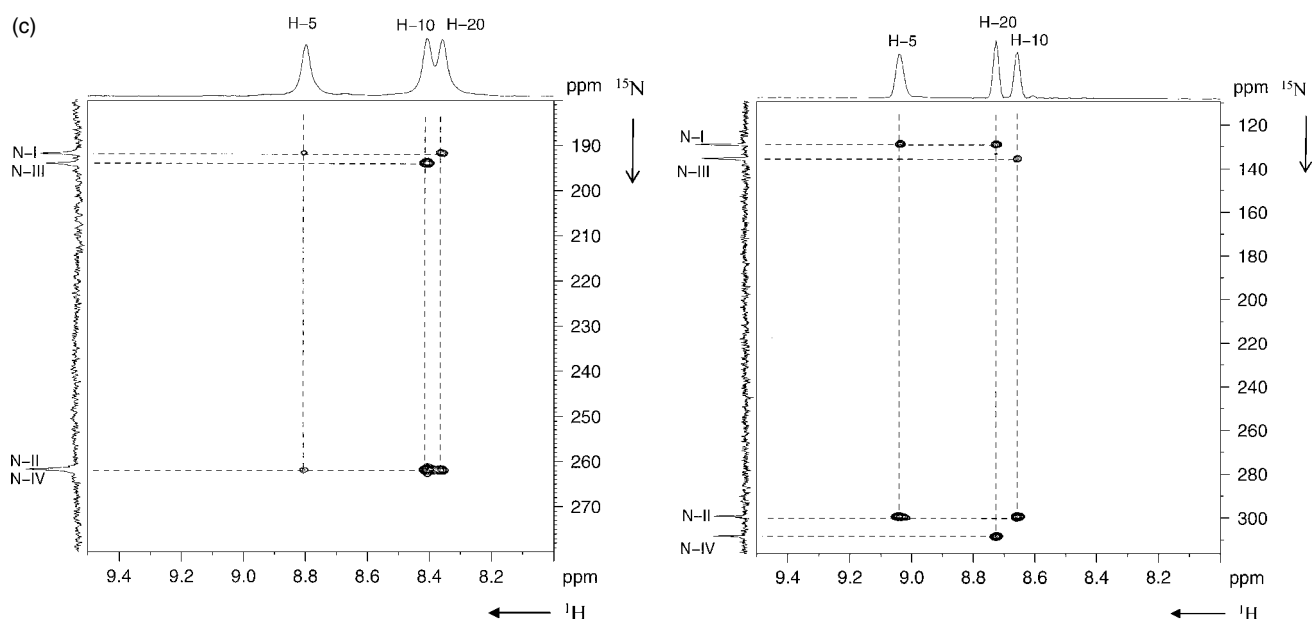 (c)
H-5
H-10 H-20
ppm ¹⁵N
N-I
N-III
190
200
210
220
230
240
250
N-II
N-IV
260
270
9.4 9.2 9.0 8.8 8.6 8.4 8.2 ppm
¹H
H-20
H-5 H-10
ppm ¹⁵N
N-I
N-III
120
140
160
180
200
220
240
260
280
N-II
N-IV
300
9.4 9.2 9.0 8.8 8.6 8.4 8.2 ppm
¹H